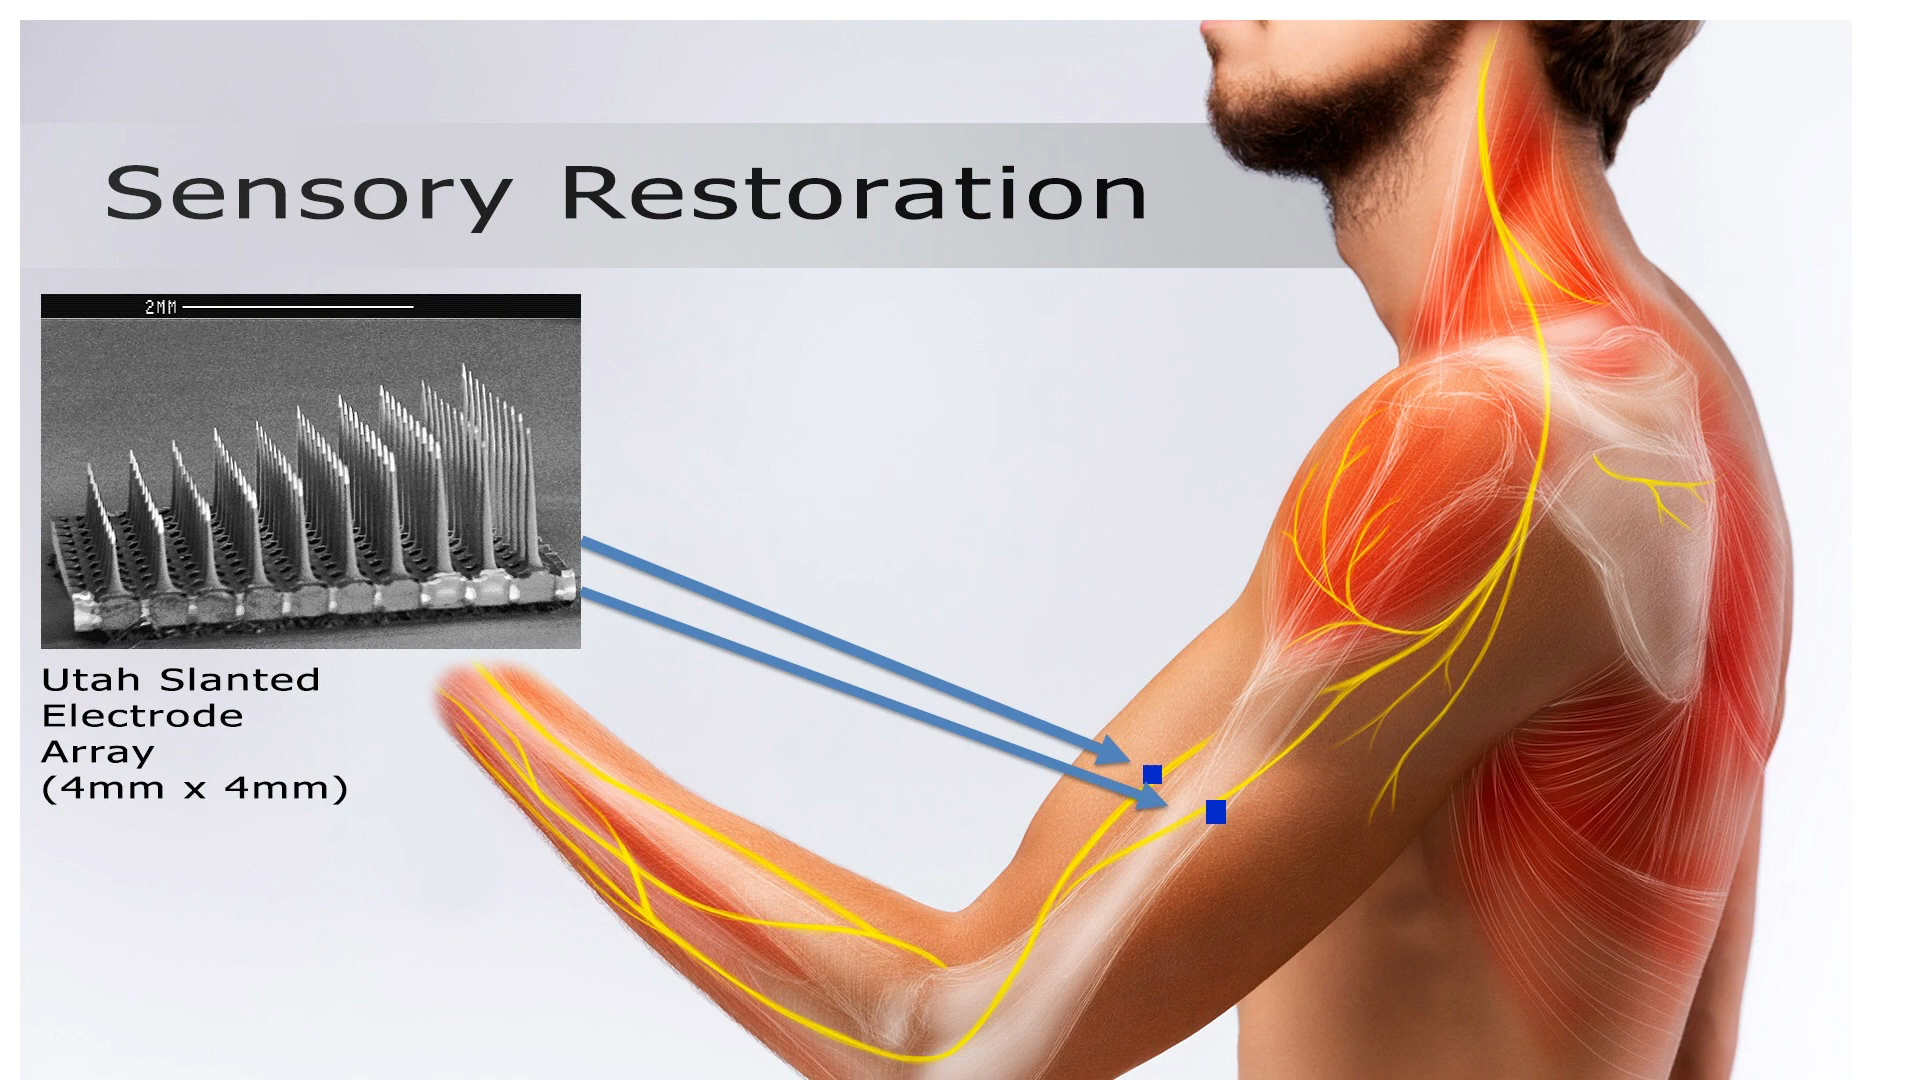 Sensory Restoration
2MM
Utah Slanted
Electrode
Array
(4mm x 4mm)